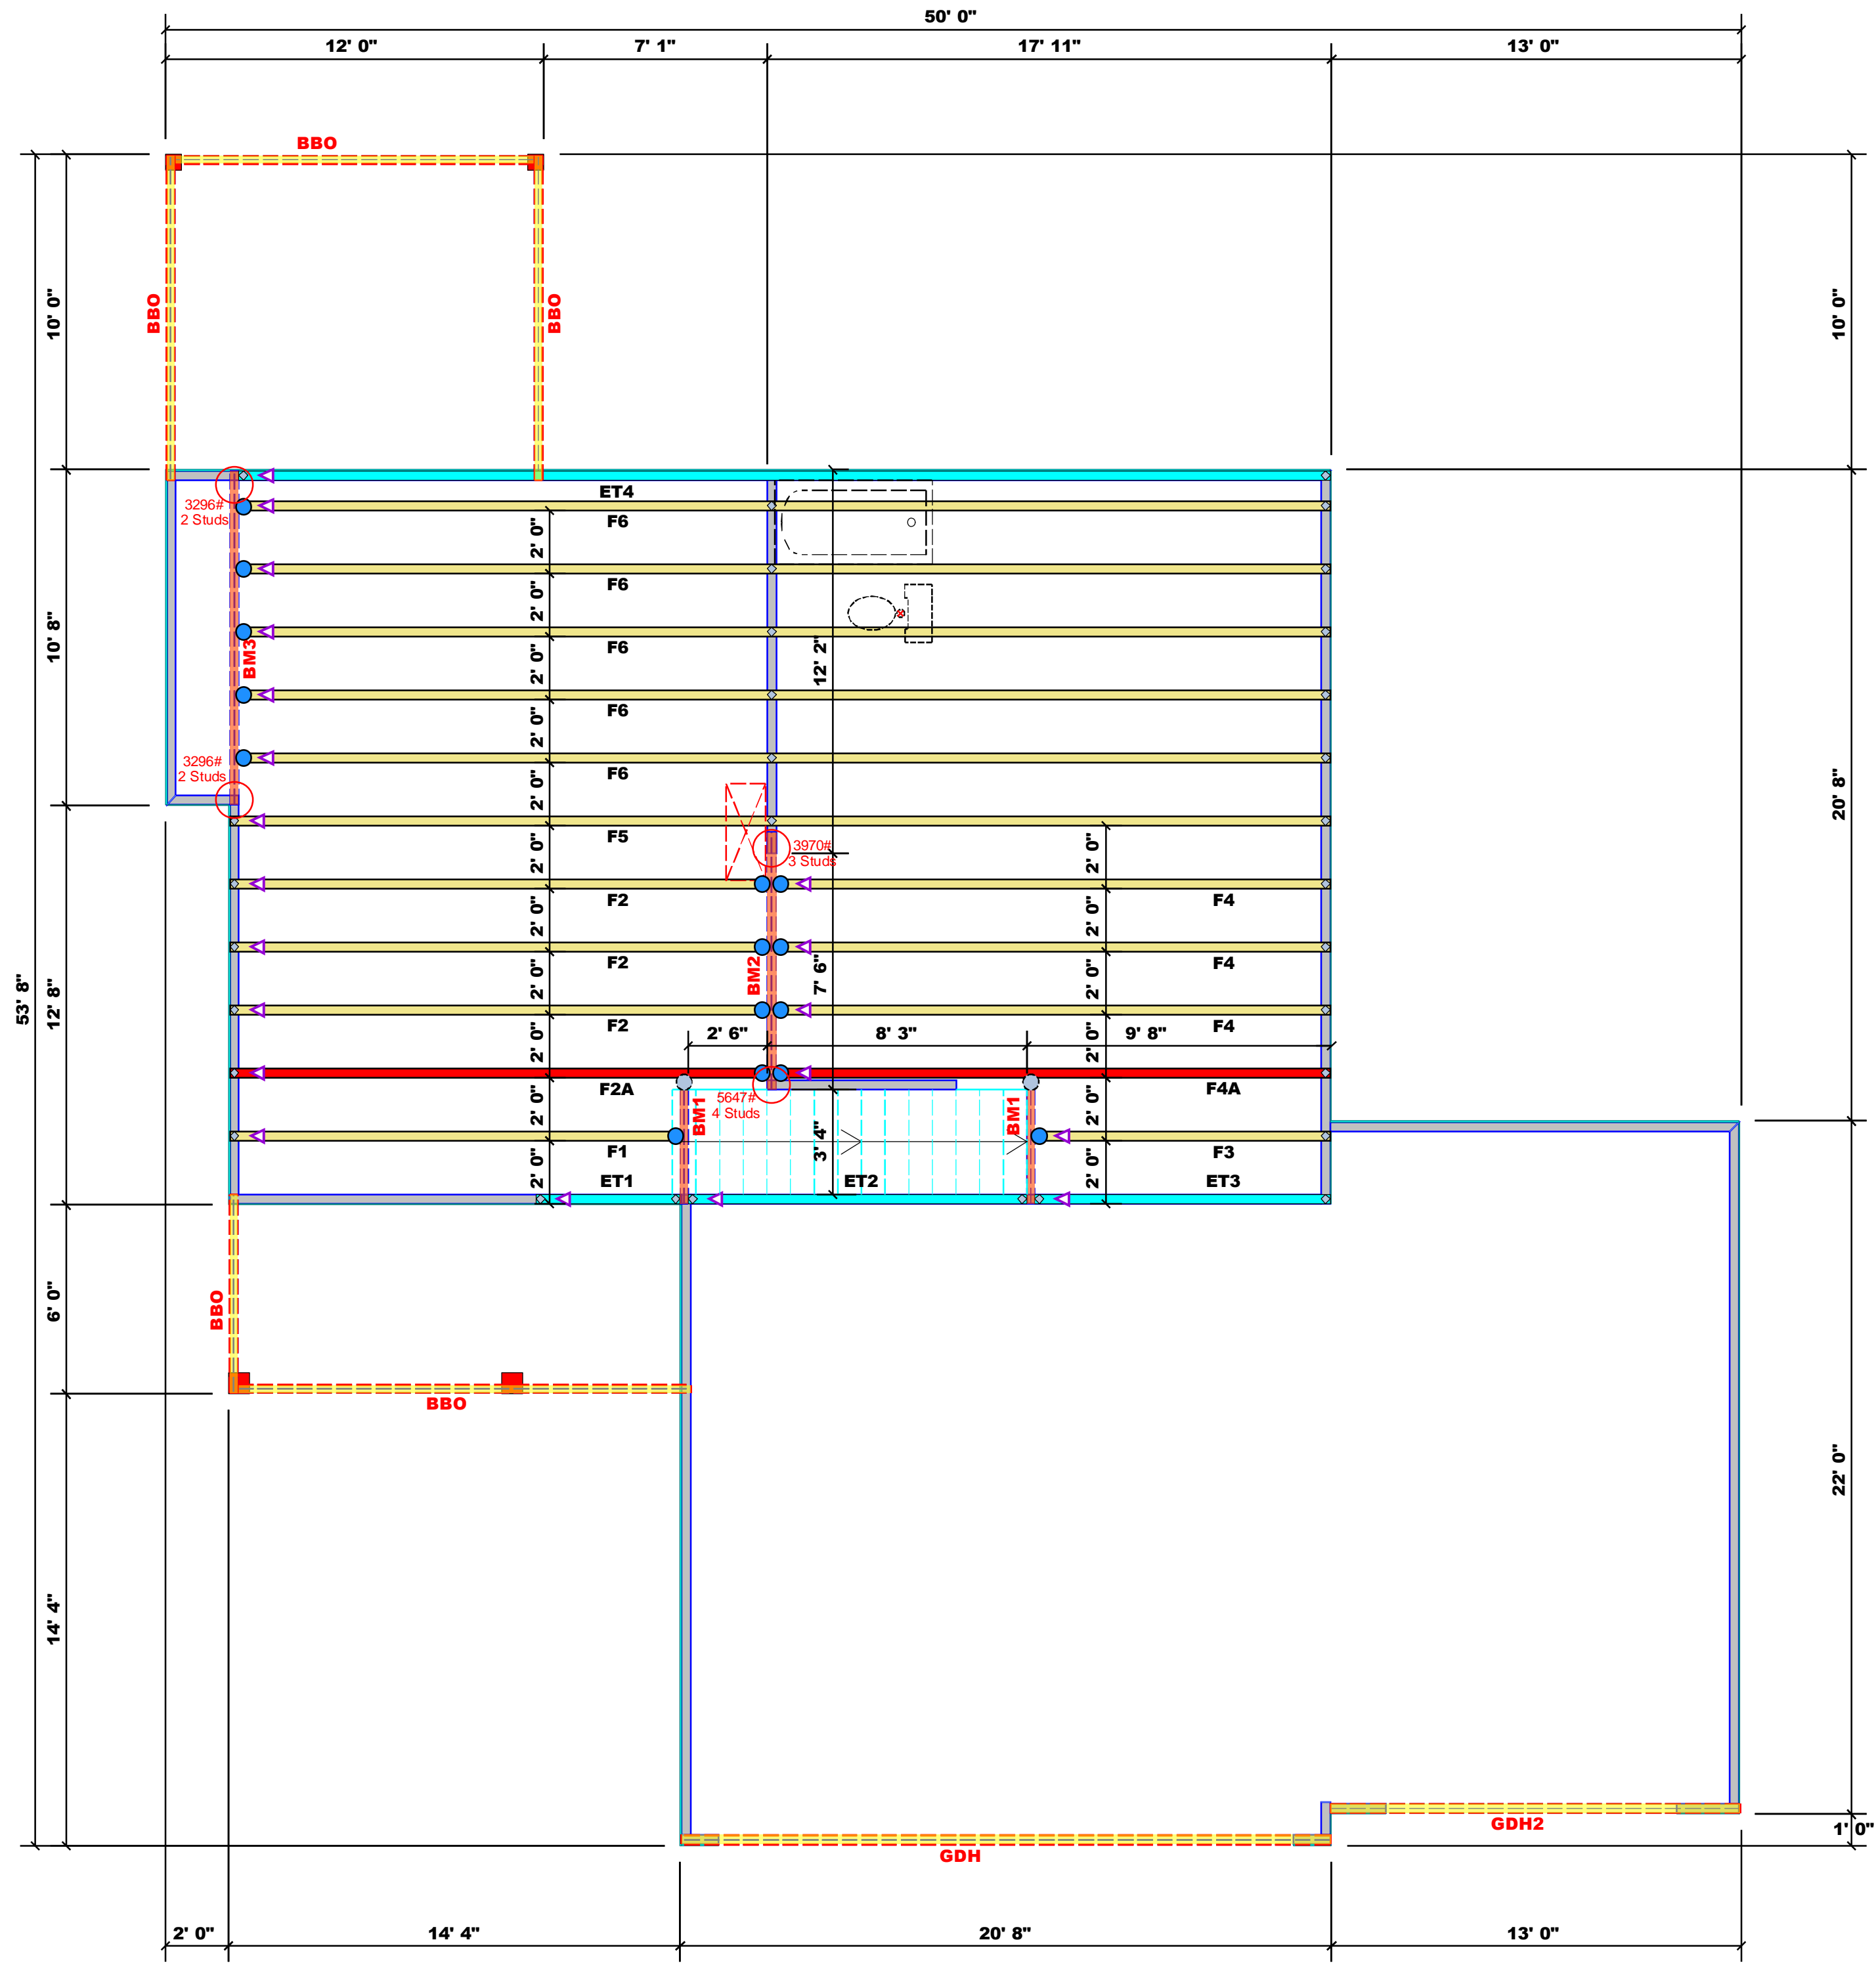 50' 0"
12' 0"
7' 1"
17' 11"
13' 0"
BBO
BBO
BBO
10' 0"
10' 0"
ET4
3296#
2 Studs
F6
2' 0"
F6
2' 0"
10' 8"
F6
2' 0"
BM3
12' 2"
F6
2' 0"
3296#
2 Studs
F6
2' 0"
20' 8"
F5
3970#
3 Studs
2' 0"
2' 0"
F2
F4
2' 0"
2' 0"
F2
F4
BM2
7' 6"
2' 0"
2' 0"
53' 8"
12' 8"
F2
F4
2' 6"
8' 3"
9' 8"
2' 0"
2' 0"
F2A
F4A
5647#
4 Studs
BM1
BM1
2' 0"
2' 0"
3' 4"
F1
F3
2' 0"
2' 0"
ET1
ET2
ET3
6' 0"
BBO
BBO
22' 0"
14' 4"
GDH2
1' 0"
GDH
2' 0"
14' 4"
20' 8"
13' 0"